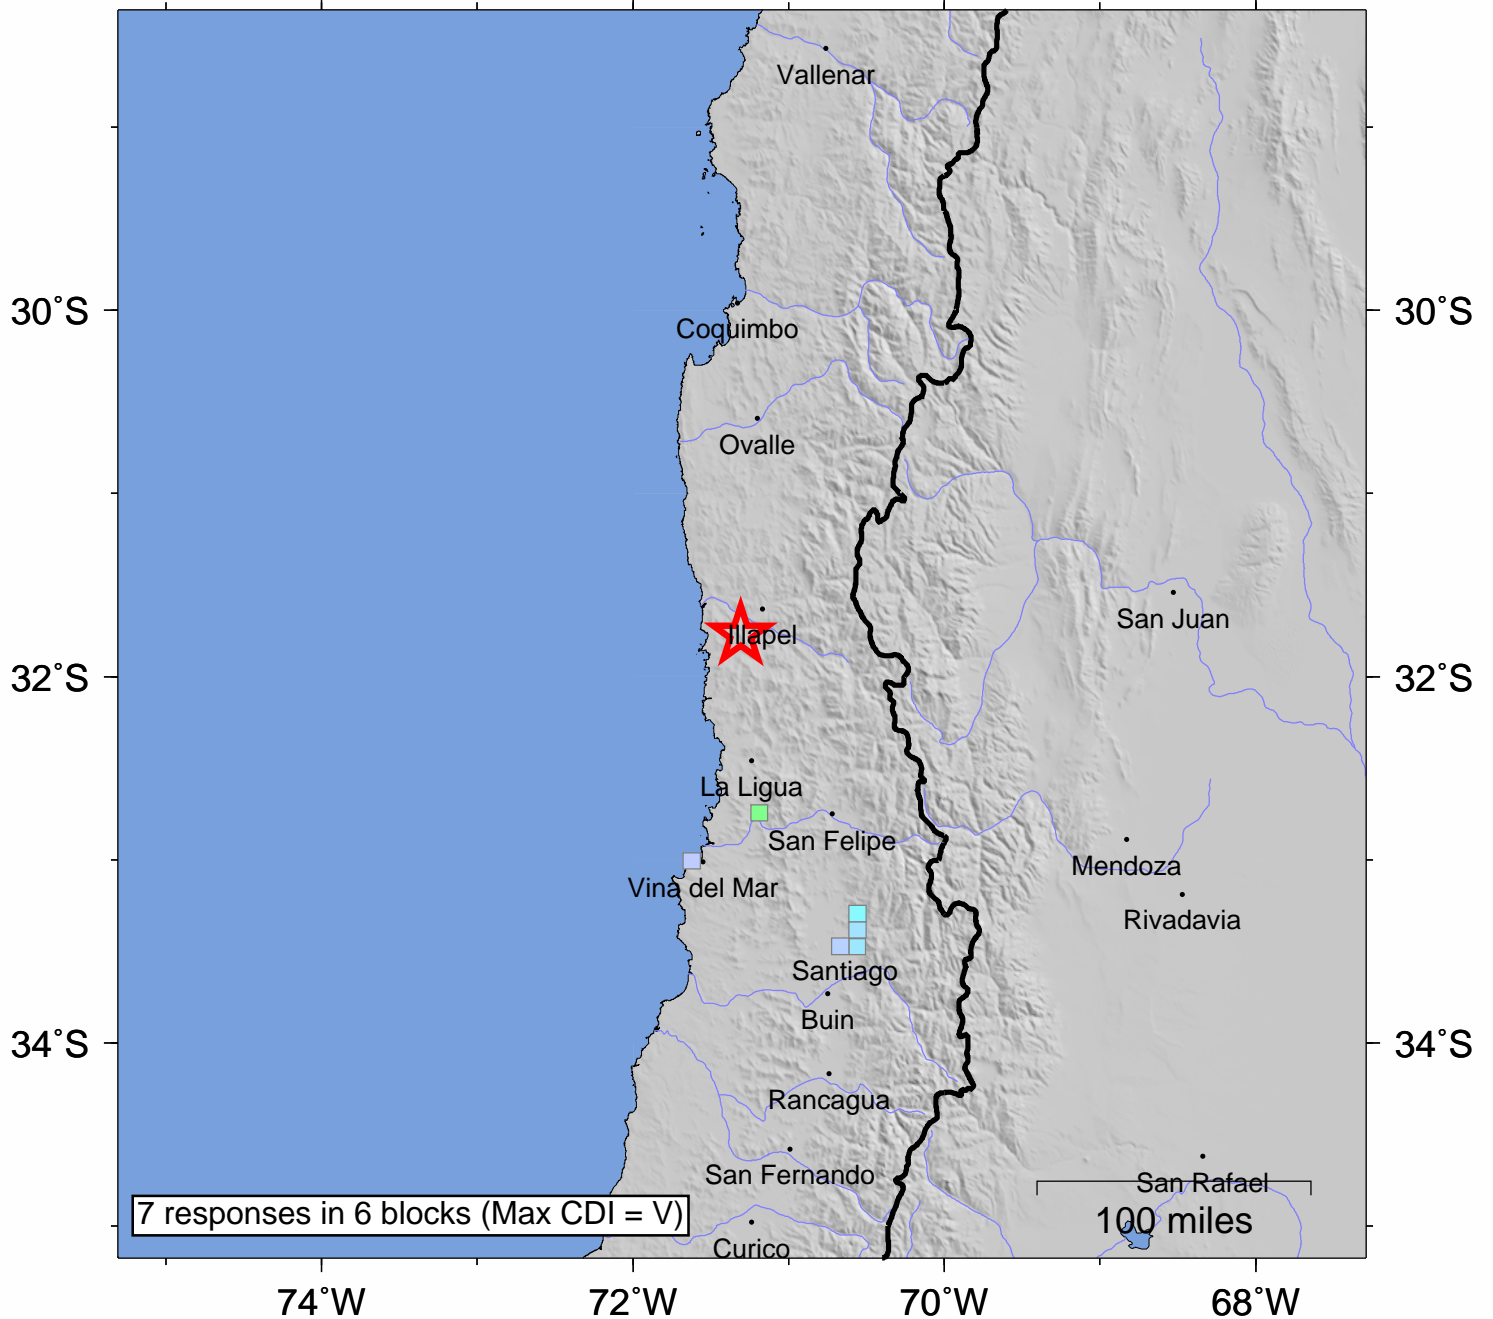 Vallenar
30°S
30°S
Coquimbo
Ovalle
San Juan
Illapel
32°S
32°S
La Ligua
San Felipe
Mendoza
Vina del Mar
Rivadavia
Santiago
Buin
34°S
34°S
Rancagua
San Fernando
San Rafael
7 responses in 6 blocks (Max CDI = V)
100 miles
Curico
74°W
72°W
70°W
68°W